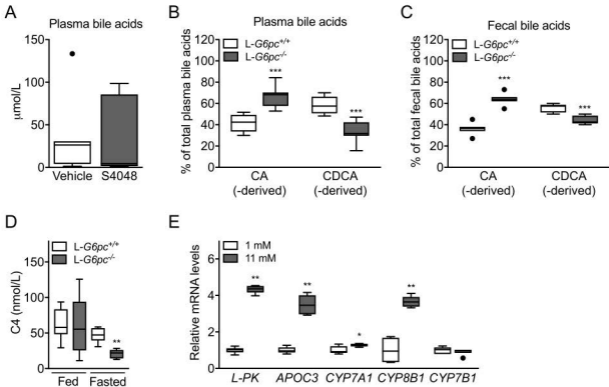 A
Plasma bile acids
μmol/L
150
100
50
0
Vehicle S4048
B
Plasma bile acids
% of total plasma bile acids
120
100
80
60
40
20
0
L-G6pc+/+
L-G6pc-/-
***
***
CA
(-derived)
CDCA
(-derived)
C
Fecal bile acids
% of total fecal bile acids
120
100
80
60
40
20
0
L-G6pc+/+
L-G6pc-/-
***
***
CA
(-derived)
CDCA
(-derived)
D
C4 (nmol/L)
200
150
100
50
0
L-G6pc+/+
L-G6pc-/-
**
Fed Fasted
E
Relative mRNA levels
6
4
2
0
1 mM
11 mM
**
**
*
**
L-PK APOC3 CYP7A1 CYP8B1 CYP7B1